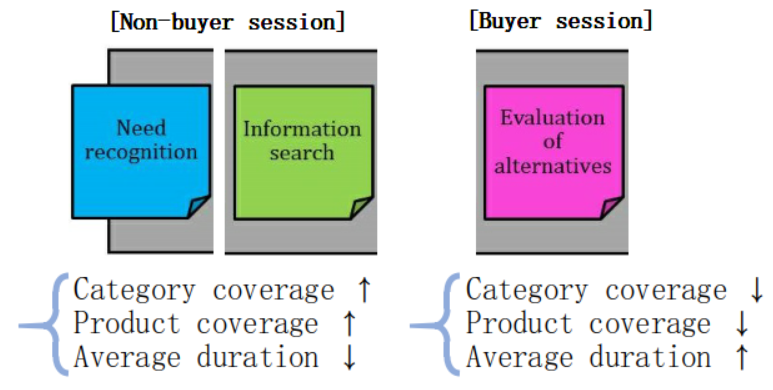 [Non-buyer session]
[Buyer session]
Need
recognition
Information
search
Evaluation
of
alternatives
Category coverage ↑
Product coverage ↑
Average duration ↓
Category coverage ↓
Product coverage ↓
Average duration ↑